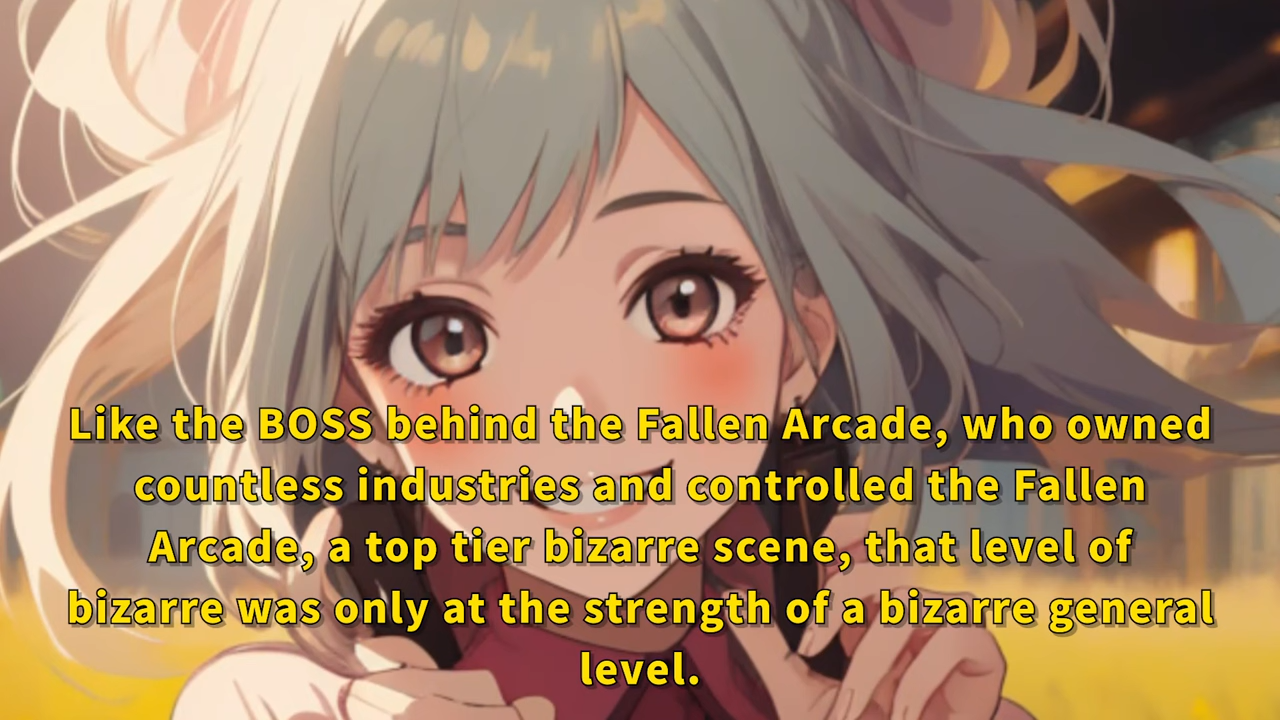 Like the BOSS behind the Fallen Arcade, who owned
countless industries and controlled the Fallen
Arcade, a top tier bizarre scene, that level of
bizarre was only at the strength of a bizarre general
level.